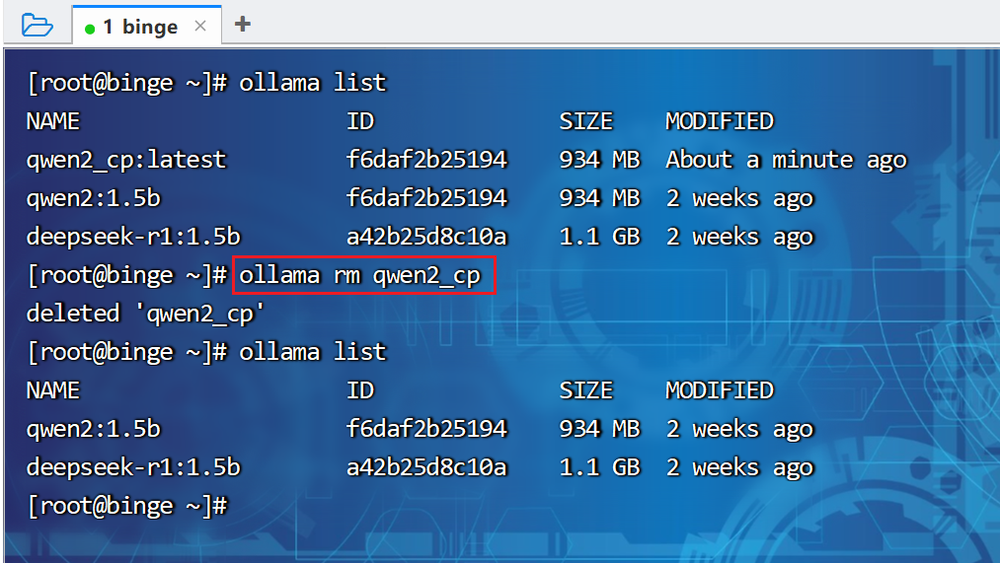 1 binge × +
[root@binge ~]# ollama list
NAME                    ID              SIZE    MODIFIED
qwen2_cp:latest         f6daf2b25194    934 MB  About a minute ago
qwen2:1.5b              f6daf2b25194    934 MB  2 weeks ago
deepseek-r1:1.5b        a42b25d8c10a    1.1 GB  2 weeks ago
[root@binge ~]# ollama rm qwen2_cp
deleted 'qwen2_cp'
[root@binge ~]# ollama list
NAME                    ID              SIZE    MODIFIED
qwen2:1.5b              f6daf2b25194    934 MB  2 weeks ago
deepseek-r1:1.5b        a42b25d8c10a    1.1 GB  2 weeks ago
[root@binge ~]#